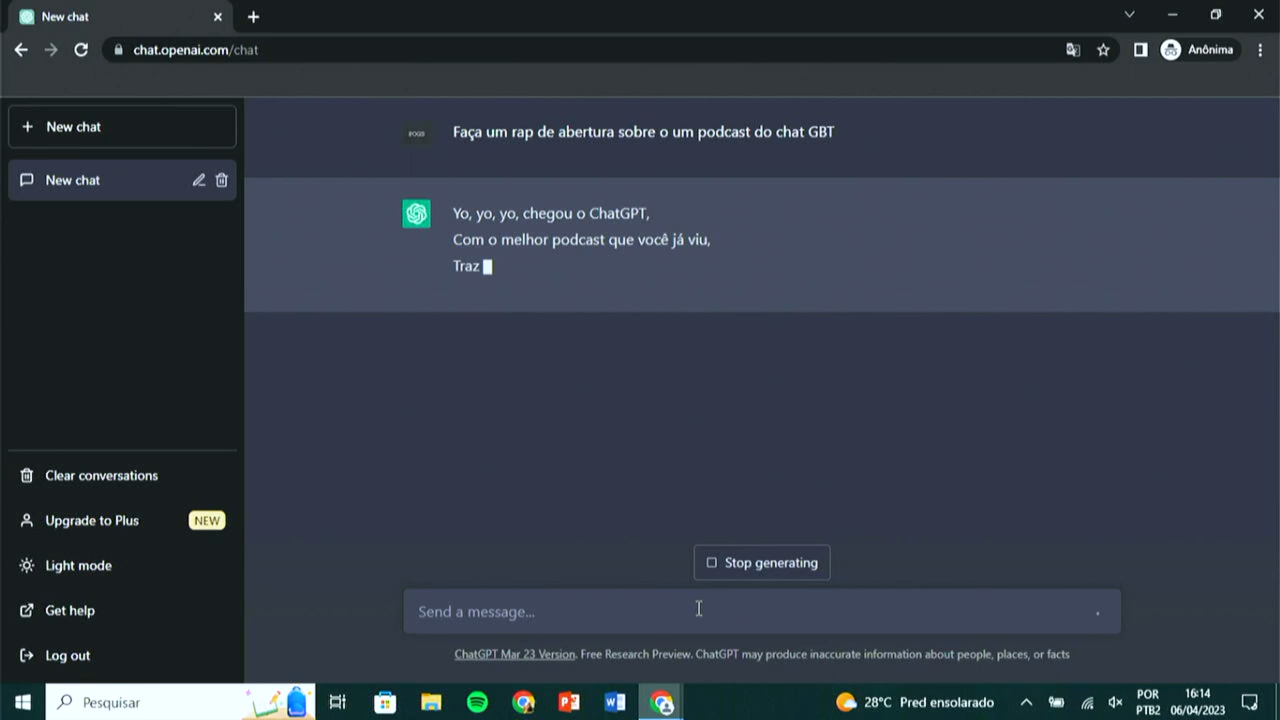 New chat
chat.openai.com/chat
Anônima
New chat
New chat
Faça um rap de abertura sobre o um podcast do chat GBT
Yo, yo, yo, chegou o ChatGPT,
Com o melhor podcast que você já viu,
Traz
Clear conversations
Upgrade to Plus NEW
Light mode
Get help
Log out
Stop generating
Send a message...
ChatGPT Mar 23 Version. Free Research Preview. ChatGPT may produce inaccurate information about people, places, or facts
Pesquisar
28°C Pred ensolarado
POR
PTB2
16:14
06/04/2023